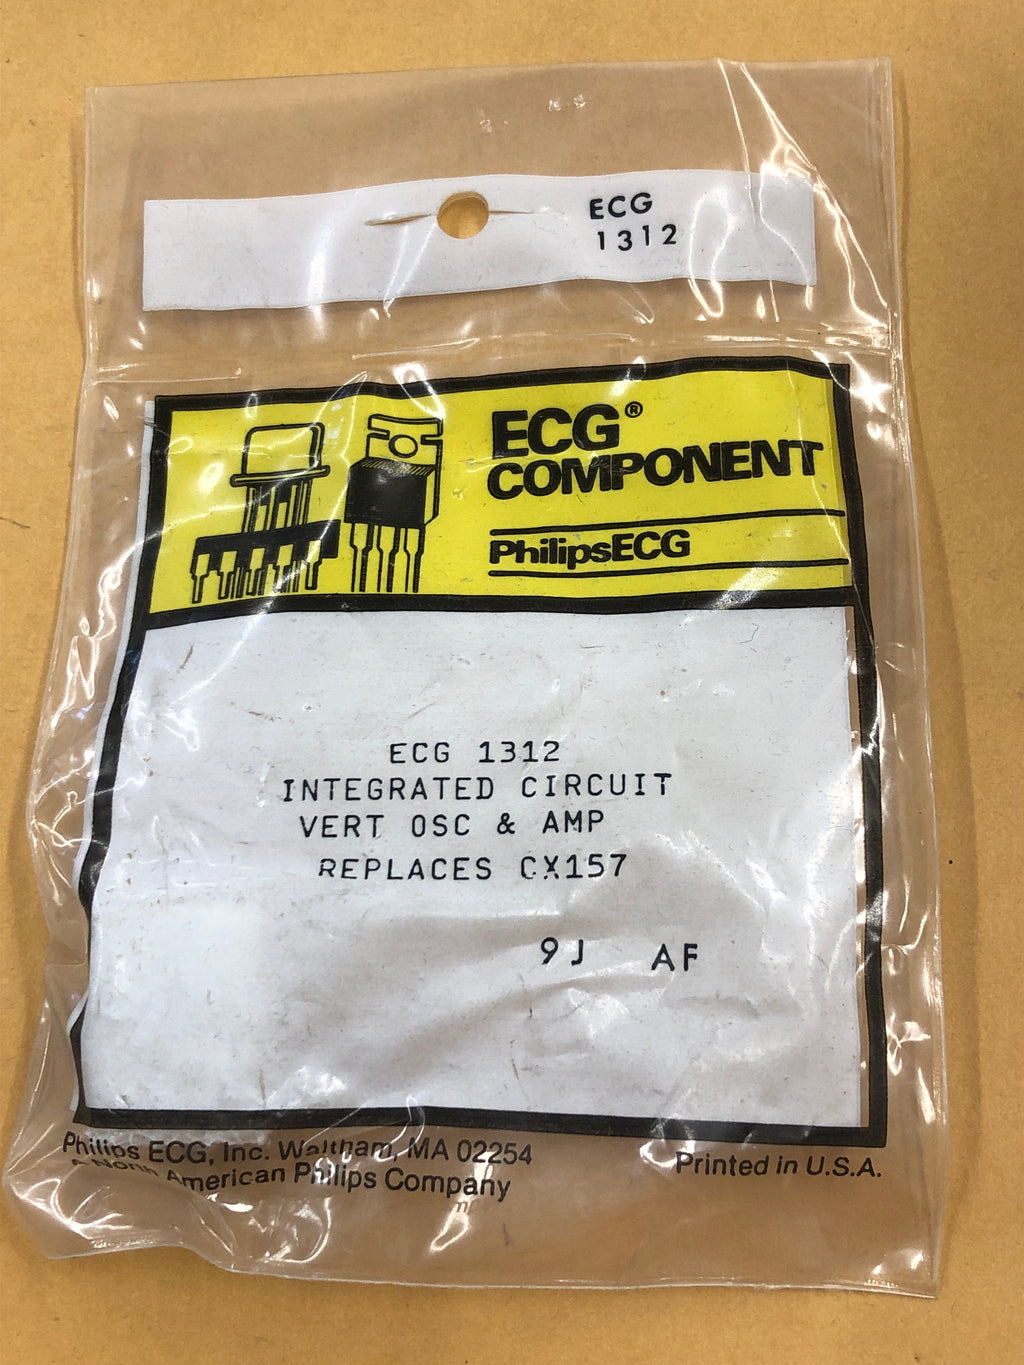 ECG
1312
ECG®
COMPONENT
PhilipsECG
ECG 1312
INTEGRATED CIRCUIT
VERT OSC & AMP
REPLACES CX157
9J AF
Philips ECG, Inc. Waltham, MA 02254
A North American Philips Company
Printed in U.S.A.